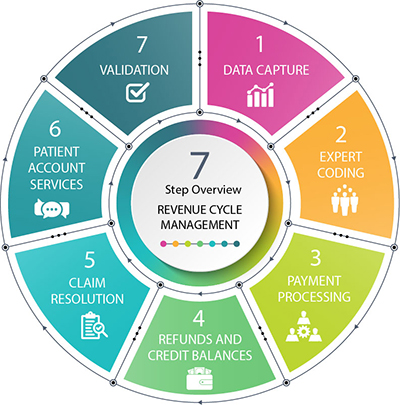 7
Step Overview
REVENUE CYCLE
MANAGEMENT
1
DATA CAPTURE
2
EXPERT
CODING
3
PAYMENT
PROCESSING
4
REFUNDS AND
CREDIT BALANCES
5
CLAIM
RESOLUTION
6
PATIENT
ACCOUNT
SERVICES
7
VALIDATION